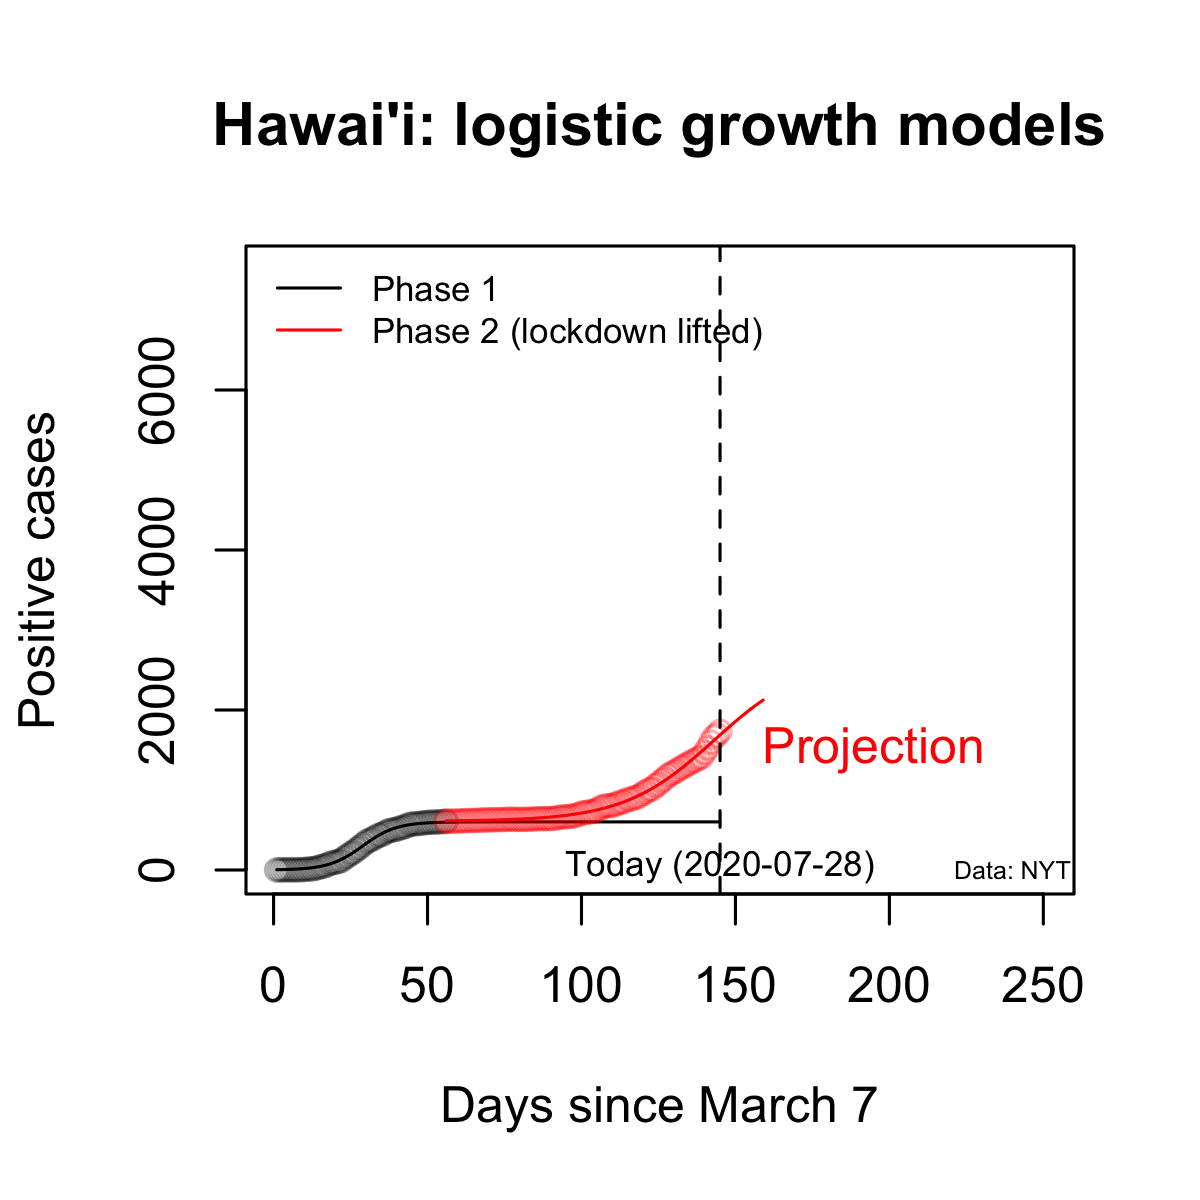 Hawai'i: logistic growth models
Phase 1
Phase 2 (lockdown lifted)
Positive cases
6000
4000
2000
0
Projection
Today (2020-07-28)
Data: NYT
0 50 100 150 200 250
Days since March 7